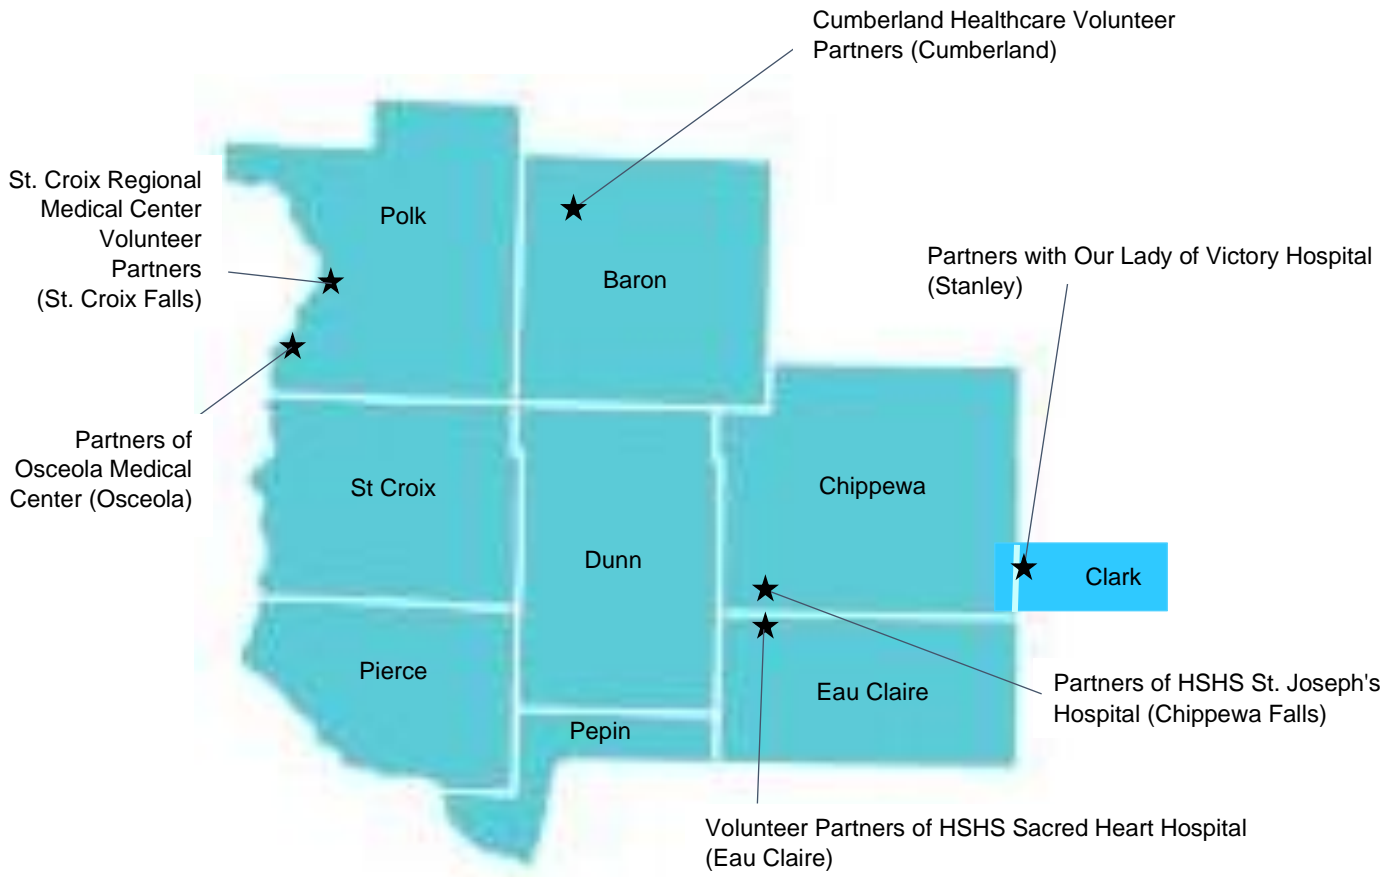 Cumberland Healthcare Volunteer
Partners (Cumberland)
St. Croix Regional
Medical Center
Volunteer
Partners
(St. Croix Falls)
Polk
Baron
Partners with Our Lady of Victory Hospital
(Stanley)
Partners of
Osceola Medical
Center (Osceola)
St Croix
Chippewa
Dunn
Clark
Pierce
Eau Claire
Pepin
Partners of HSHS St. Joseph's
Hospital (Chippewa Falls)
Volunteer Partners of HSHS Sacred Heart Hospital
(Eau Claire)